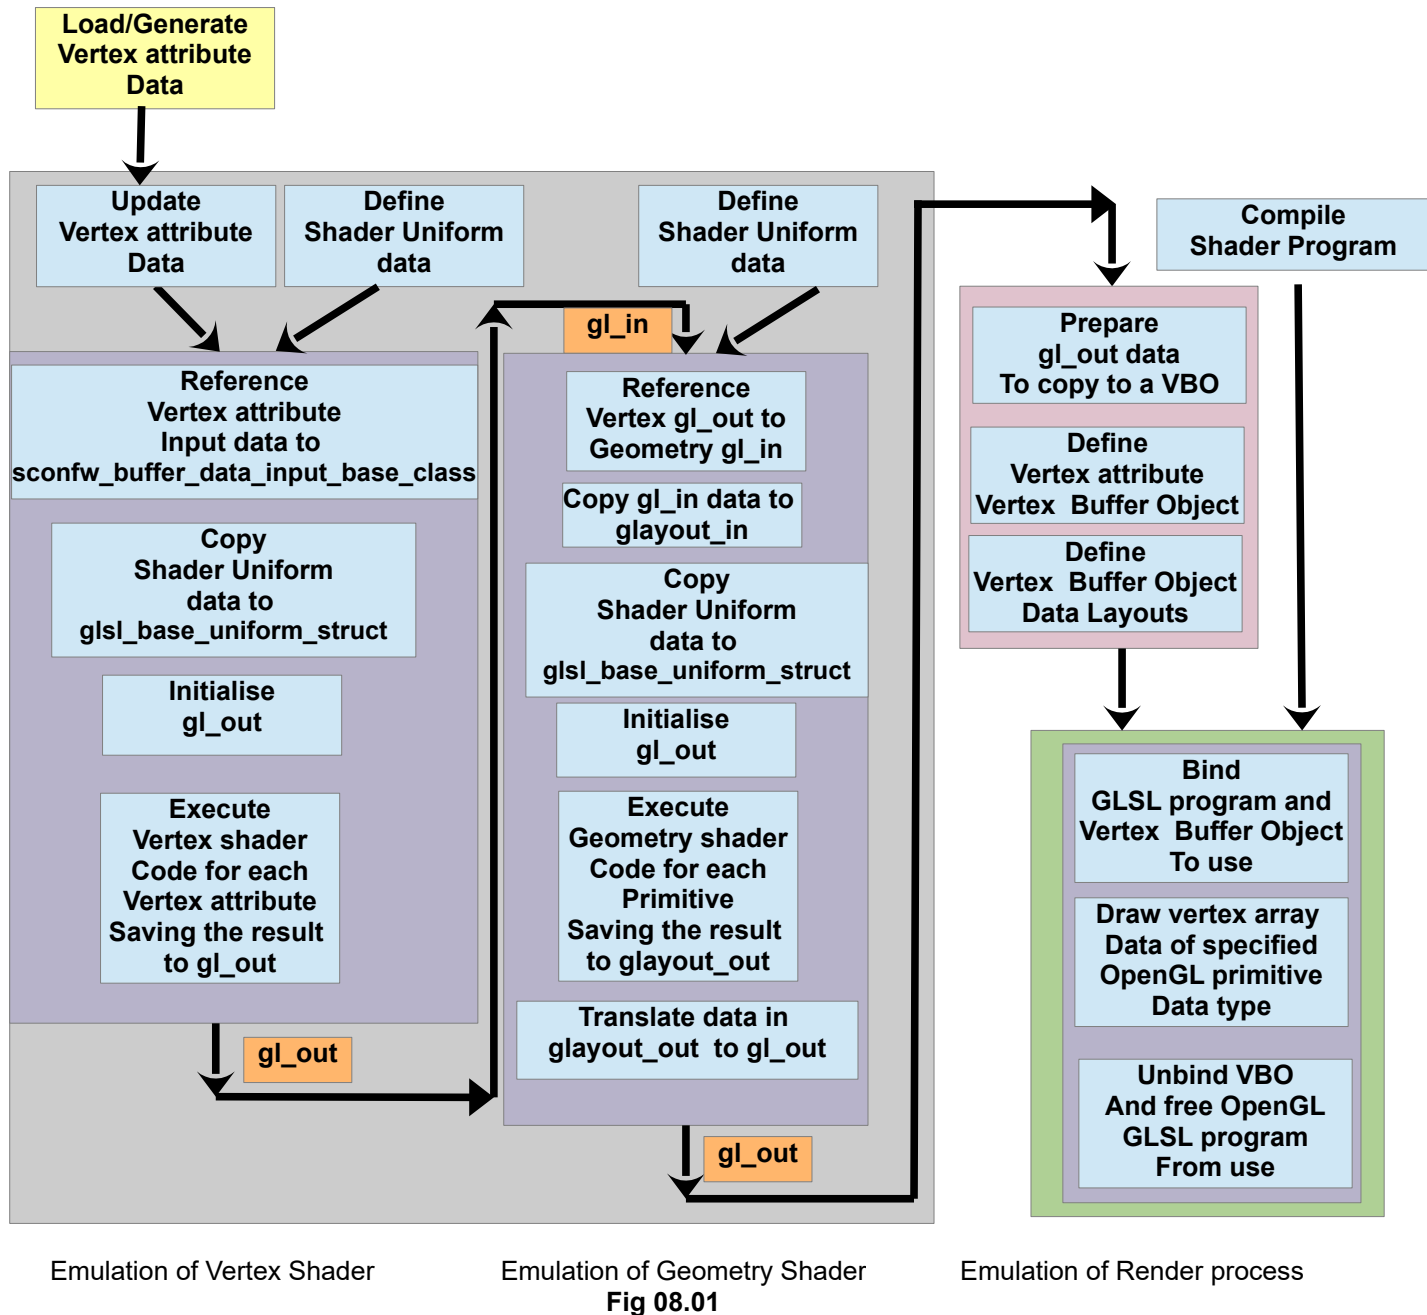 Load/Generate
Vertex attribute
Data
Update
Vertex attribute
Data
Define
Shader Uniform
data
Reference
Vertex attribute
Input data to
sconfw_buffer_data_input_base_class
Copy
Shader Uniform
data to
glsl_base_uniform_struct
Initialise
gl_out
Execute
Vertex shader
Code for each
Vertex attribute
Saving the result
to gl_out
gl_out
Define
Shader Uniform
data
gl_in
Reference
Vertex gl_out to
Geometry gl_in
Copy gl_in data to
glayout_in
Copy
Shader Uniform
data to
glsl_base_uniform_struct
Initialise
gl_out
Execute
Geometry shader
Code for each
Primitive
Saving the result
to glayout_out
Translate data in
glayout_out to gl_out
gl_out
Compile
Shader Program
Prepare
gl_out data
To copy to a VBO
Define
Vertex attribute
Vertex Buffer Object
Define
Vertex Buffer Object
Data Layouts
Bind
GLSL program and
Vertex Buffer Object
To use
Draw vertex array
Data of specified
OpenGL primitive
Data type
Unbind VBO
And free OpenGL
GLSL program
From use
Emulation of Vertex Shader
Emulation of Geometry Shader
Emulation of Render process
Fig 08.01